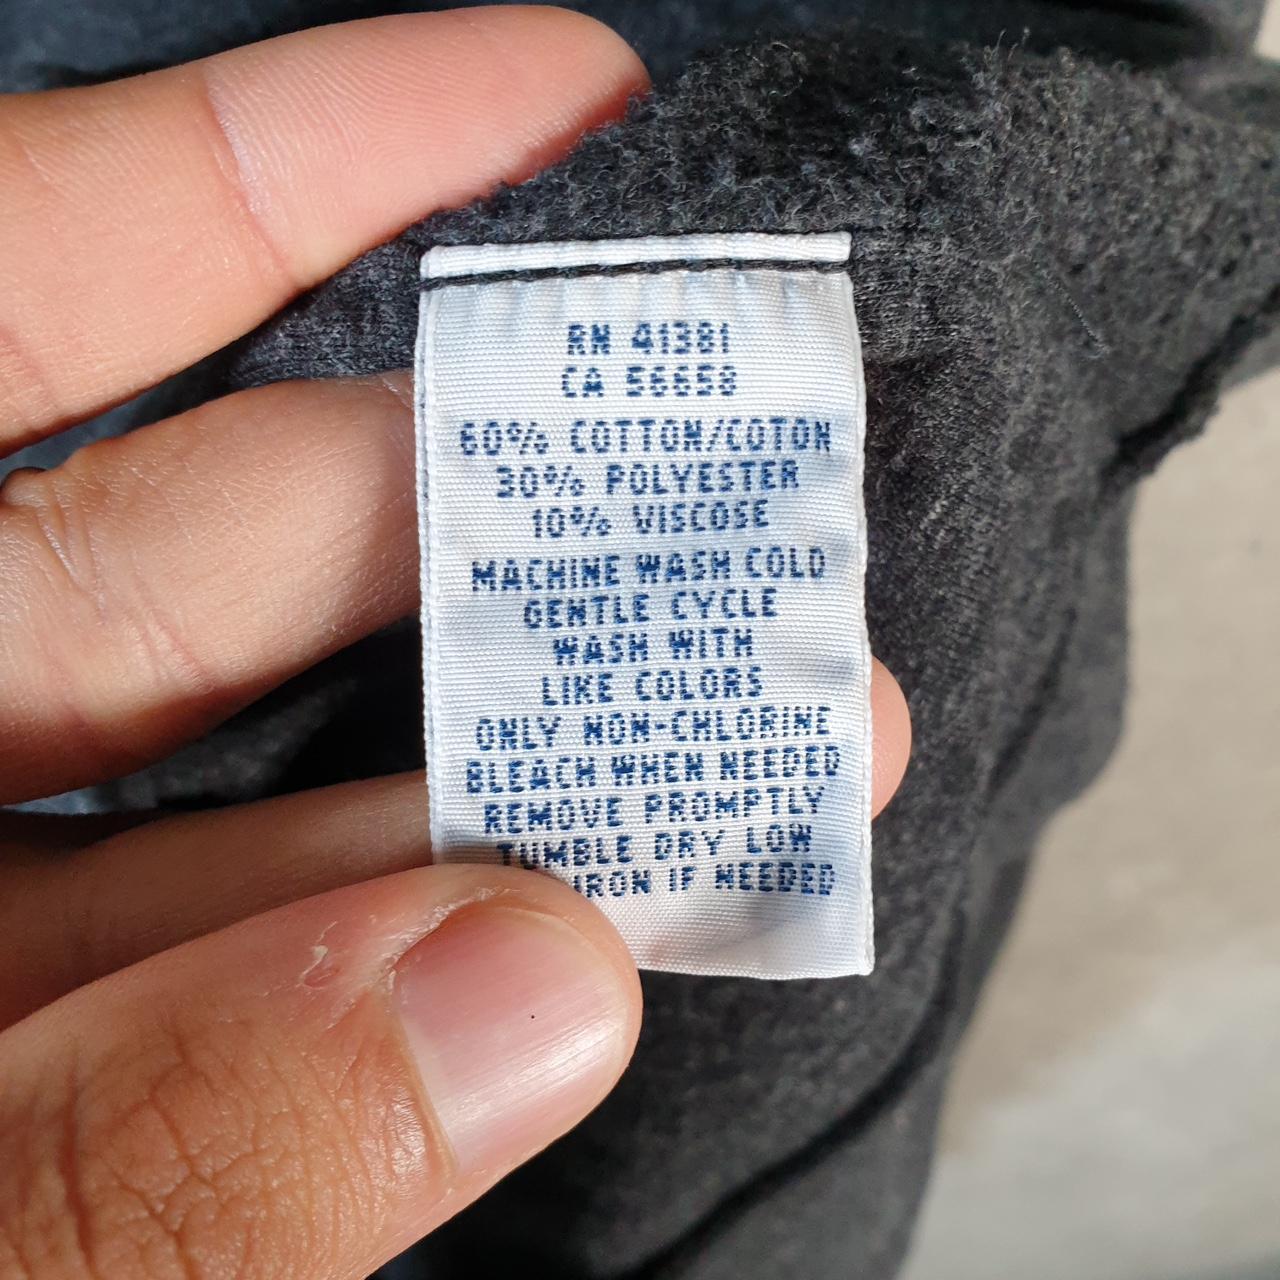 RN 41381
CA 56658
60% COTTON/COTON
30% POLYESTER
10% VISCOSE
MACHINE WASH COLD
GENTLE CYCLE
WASH WITH
LIKE COLORS
ONLY NON-CHLORINE
BLEACH WHEN NEEDED
REMOVE PROMPTLY
TUMBLE DRY LOW
IRON IF NEEDED